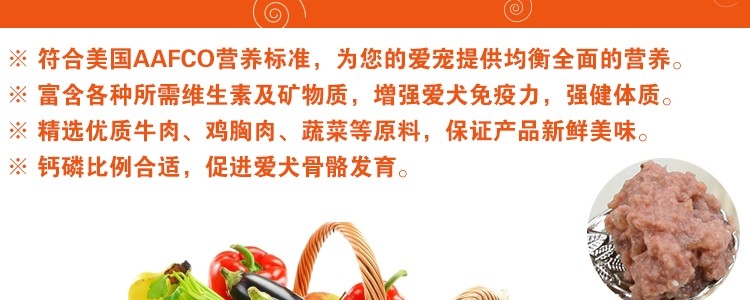 ※ 符合美国AAFCO营养标准，为您的爱宠提供均衡全面的营养。
※ 富含各种所需维生素及矿物质，增强爱犬免疫力，强健体质。
※ 精选优质牛肉、鸡胸肉、蔬菜等原料，保证产品新鲜美味。
※ 钙磷比例合适，促进爱犬骨骼发育。